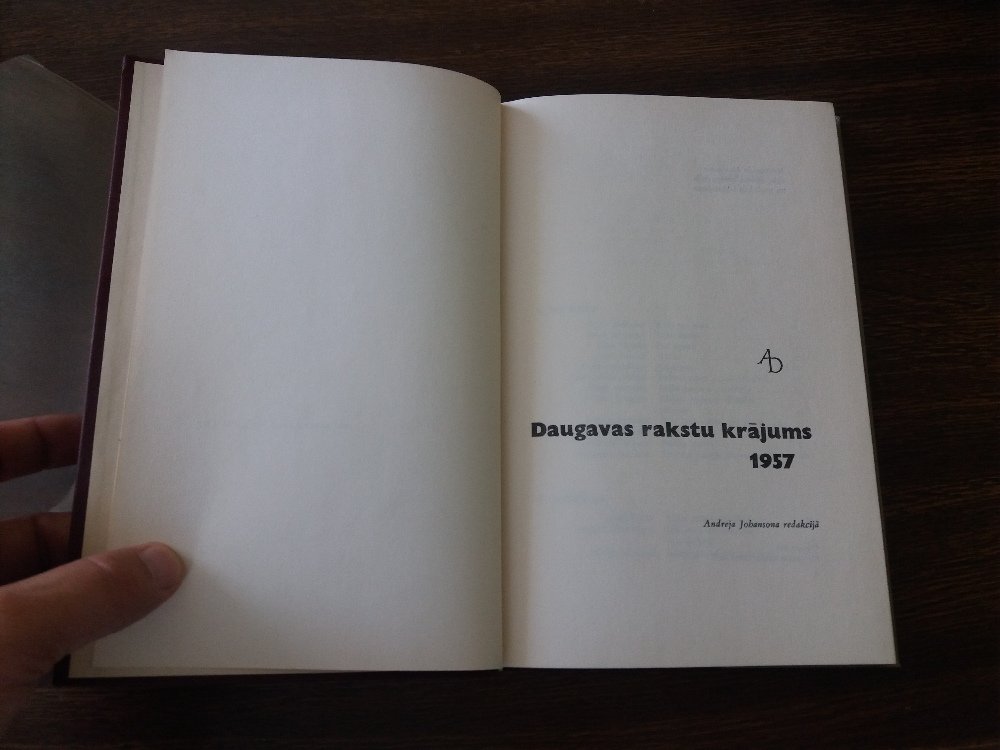 AD
Daugavas rakstu krājums
1957
Andreja Johansona redakcijā